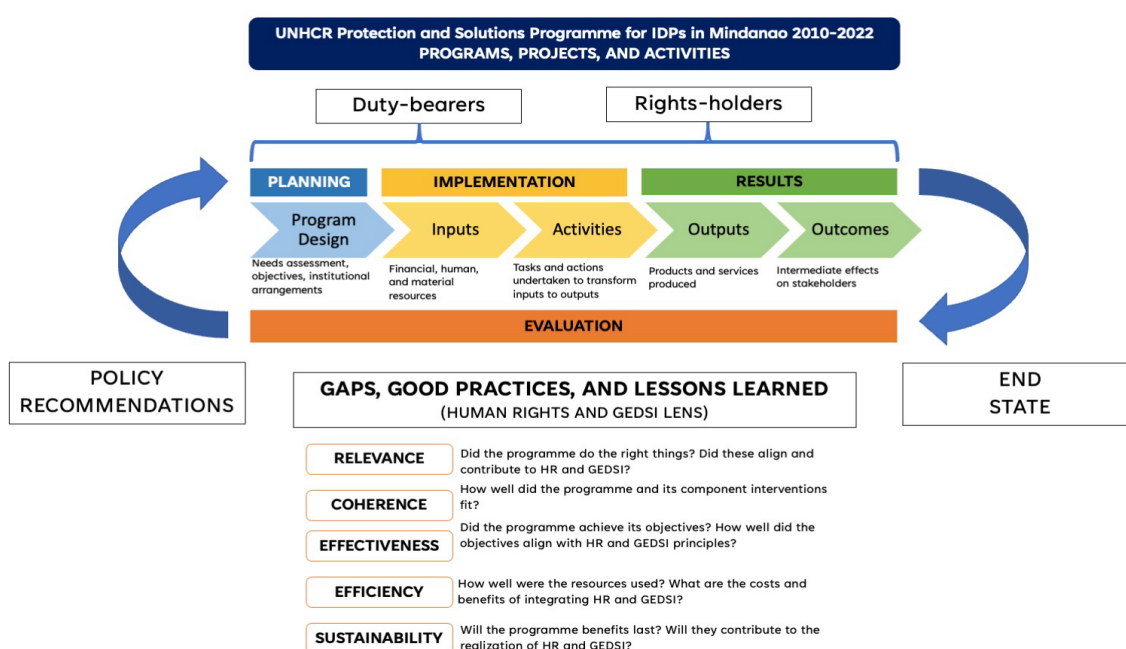 UNHCR Protection and Solutions Programme for IDPs in Mindanao 2010-2022
PROGRAMS, PROJECTS, AND ACTIVITIES
Duty-bearers
Rights-holders
PLANNING
IMPLEMENTATION
RESULTS
Program
Design
Inputs
Activities
Outputs
Outcomes
Needs assessment,
objectives, institutional
arrangements
Financial, human,
and material
resources
Tasks and actions
undertaken to transform
inputs to outputs
Products and services
produced
Intermediate effects
on stakeholders
EVALUATION
POLICY
RECOMMENDATIONS
GAPS, GOOD PRACTICES, AND LESSONS LEARNED
(HUMAN RIGHTS AND GEDSI LENS)
END
STATE
RELEVANCE
Did the programme do the right things? Did these align and
contribute to HR and GEDSI?
COHERENCE
How well did the programme and its component interventions
fit?
EFFECTIVENESS
Did the programme achieve its objectives? How well did the
objectives align with HR and GEDSI principles?
EFFICIENCY
How well were the resources used? What are the costs and
benefits of integrating HR and GEDSI?
SUSTAINABILITY
Will the programme benefits last? Will they contribute to the
realization of HR and GEDSI?